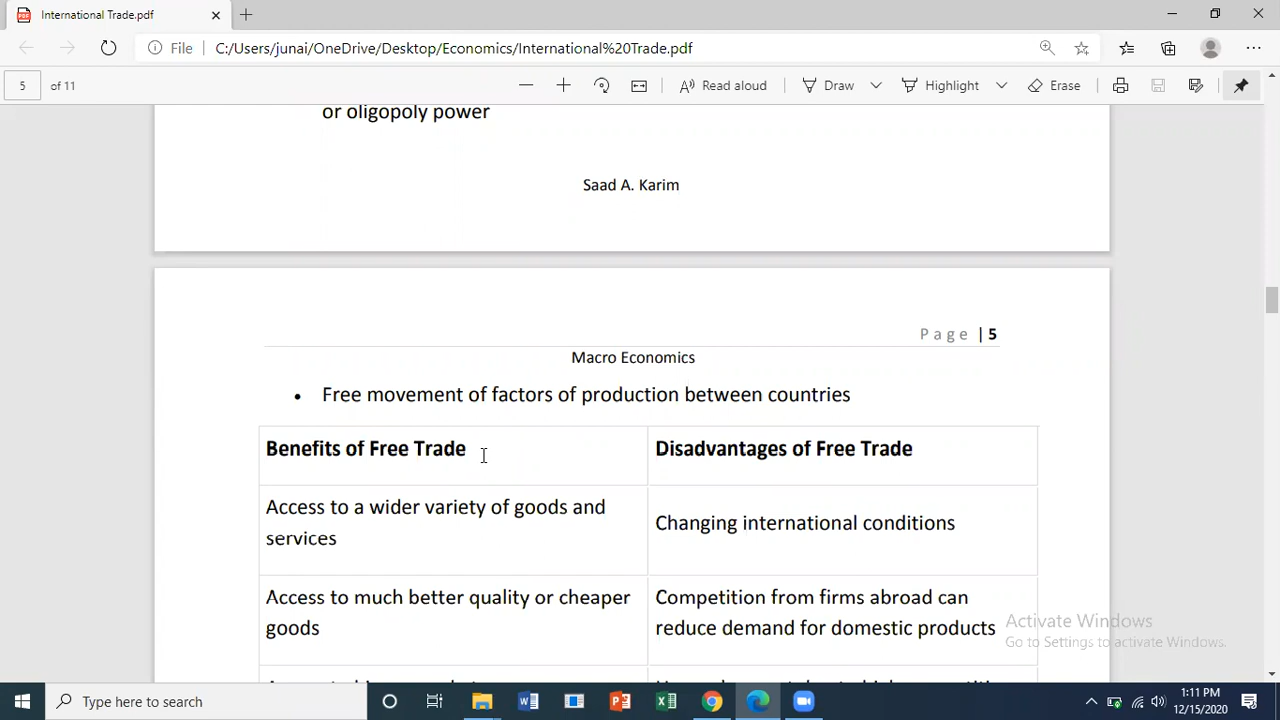 International Trade.pdf
File C:/Users/junai/OneDrive/Desktop/Economics/International%20Trade.pdf
5 of 11 Read aloud Draw Highlight Erase
or oligopoly power
Saad A. Karim
Page | 5
Macro Economics
• Free movement of factors of production between countries
Benefits of Free Trade
Disadvantages of Free Trade
Access to a wider variety of goods and
services
Changing international conditions
Access to much better quality or cheaper
goods
Competition from firms abroad can
reduce demand for domestic products
Activate Windows
Go to Settings to activate Windows.
Type here to search
1:11 PM
12/15/2020